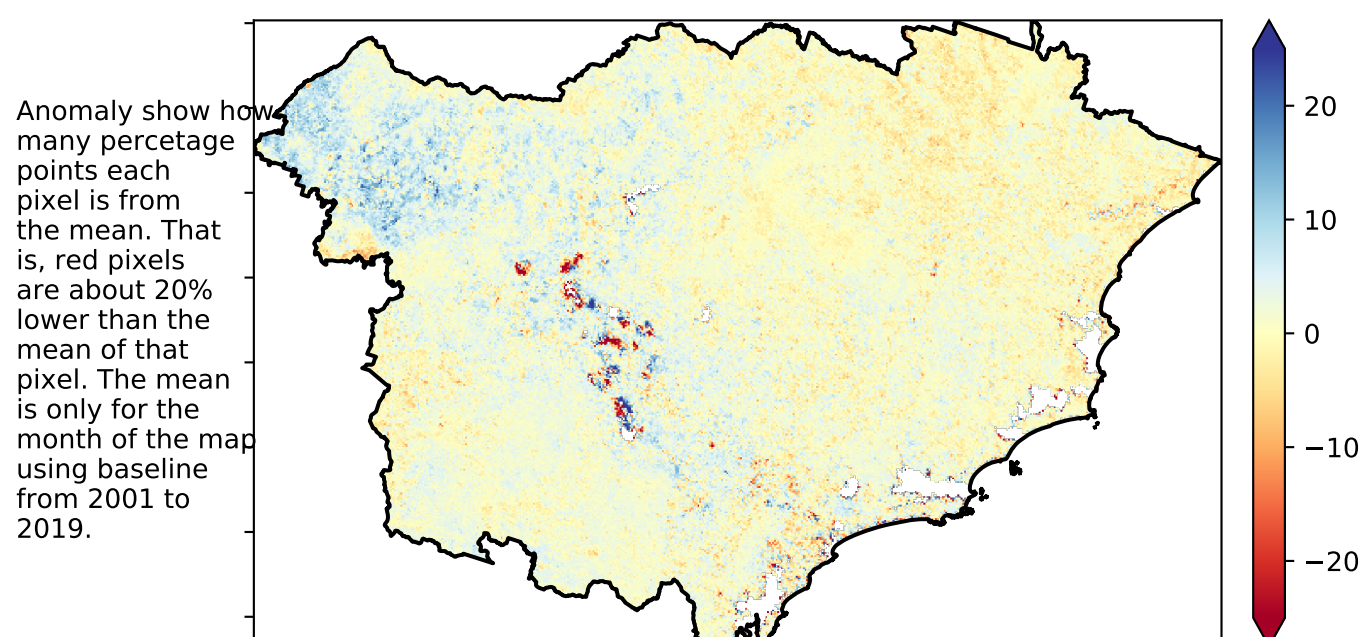 Anomaly show how
many percetage
points each
pixel is from
the mean. That
is, red pixels
are about 20%
lower than the
mean of that
pixel. The mean
is only for the
month of the map
using baseline
from 2001 to
2019.
20
10
0
−10
−20